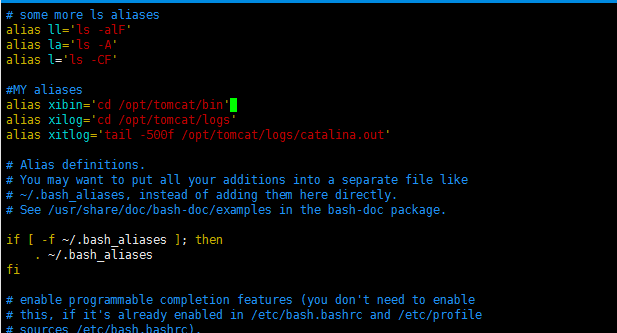 # some more ls aliases
alias ll='ls -alF'
alias la='ls -A'
alias l='ls -CF'
#MY aliases
alias xibin='cd /opt/tomcat/bin'
alias xilog='cd /opt/tomcat/logs'
alias xitlog='tail -500f /opt/tomcat/logs/catalina.out'
# Alias definitions.
# You may want to put all your additions into a separate file like
# ~/.bash_aliases, instead of adding them here directly.
# See /usr/share/doc/bash-doc/examples in the bash-doc package.
if [ -f ~/.bash_aliases ]; then
    . ~/.bash_aliases
fi
# enable programmable completion features (you don't need to enable
# this, if it's already enabled in /etc/bash.bashrc and /etc/profile
# sources /etc/bash.bashrc).